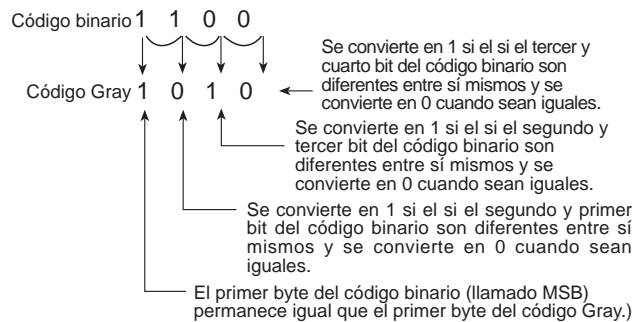 Código binario 1 1 0 0
Código Gray 1 0 1 0
Se convierte en 1 si el si el tercer y
cuarto bit del código binario son
diferentes entre sí mismos y se
convierte en 0 cuando sean iguales.
Se convierte en 1 si el si el segundo y
tercer bit del código binario son
diferentes entre sí mismos y se
convierte en 0 cuando sean iguales.
Se convierte en 1 si el si el segundo y primer
bit del código binario son diferentes entre sí
mismos y se convierte en 0 cuando sean
iguales.
El primer byte del código binario (llamado MSB)
permanece igual que el primer byte del código Gray.)